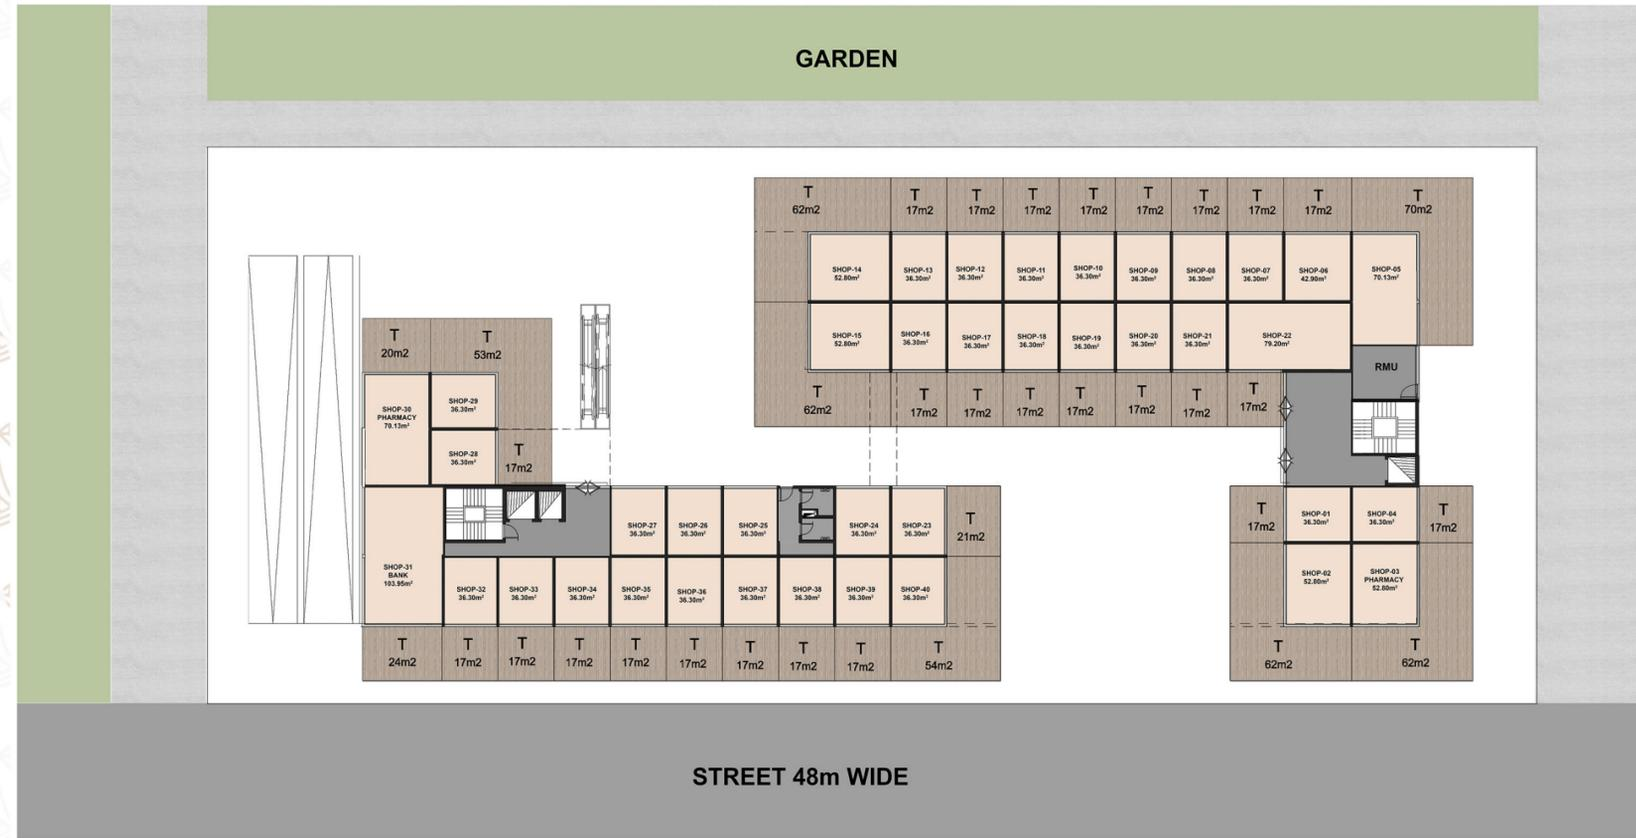 GARDEN
T
62m2
T
17m2
T
17m2
T
17m2
T
17m2
T
17m2
T
17m2
T
17m2
T
17m2
T
70m2
SHOP-14
52.80m²
SHOP-13
36.30m²
SHOP-12
36.30m²
SHOP-11
36.30m²
SHOP-10
36.30m²
SHOP-09
36.30m²
SHOP-08
36.30m²
SHOP-07
36.30m²
SHOP-06
42.90m²
SHOP-05
70.13m²
SHOP-15
52.80m²
SHOP-16
36.30m²
SHOP-17
36.30m²
SHOP-18
36.30m²
SHOP-19
36.30m²
SHOP-20
36.30m²
SHOP-21
36.30m²
SHOP-22
79.20m²
RMU
T
62m2
T
17m2
T
17m2
T
17m2
T
17m2
T
17m2
T
17m2
T
17m2
T
20m2
T
53m2
SHOP-30
PHARMACY
70.13m²
SHOP-29
36.30m²
SHOP-28
36.30m²
T
17m2
SHOP-27
36.30m²
SHOP-26
36.30m²
SHOP-25
36.30m²
SHOP-24
36.30m²
SHOP-23
36.30m²
T
21m2
T
17m2
SHOP-01
36.30m²
SHOP-04
36.30m²
T
17m2
SHOP-31
BANK
103.95m²
SHOP-32
36.30m²
SHOP-33
36.30m²
SHOP-34
36.30m²
SHOP-35
36.30m²
SHOP-36
36.30m²
SHOP-37
36.30m²
SHOP-38
36.30m²
SHOP-39
36.30m²
SHOP-40
36.30m²
SHOP-02
52.80m²
SHOP-03
PHARMACY
52.80m²
T
24m2
T
17m2
T
17m2
T
17m2
T
17m2
T
17m2
T
17m2
T
17m2
T
17m2
T
54m2
T
62m2
T
62m2
STREET 48m WIDE